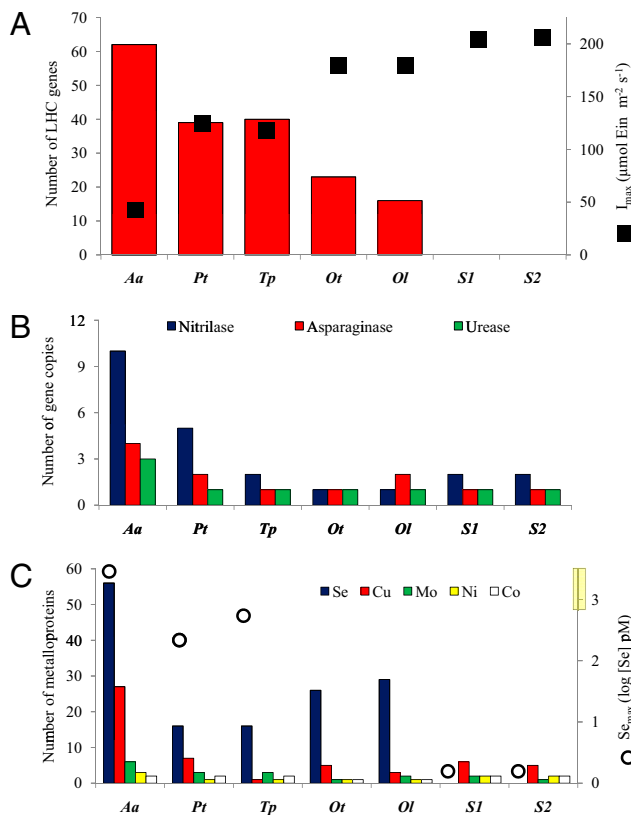 A
Number of LHC genes
70
60
50
40
30
20
10
0
Aa Pt Tp Ot Ol S1 S2
200
150
100
50
0
I max (µmol Ein m-2 s-1)
B
Number of gene copies
12
9
6
3
0
Nitrilase Asparaginase Urease
Aa Pt Tp Ot Ol S1 S2
C
Number of metalloproteins
60
50
40
30
20
10
0
Se Cu Mo Ni Co
Aa Pt Tp Ot Ol S1 S2
3
2
1
0
Se max (log [Se] pM)